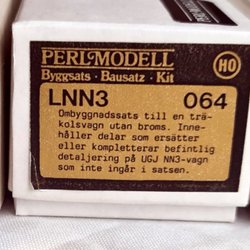 PERLMODELL
Byggsats · Bausatz · Kit
HO
LNN3 064
Ombyggnadssats till en trä-
kolsvagn utan broms. Inne-
håller delar som ersätter
eller kompletterar befintlig
detaljering på UGJ NN3-vagn
som inte ingår i satsen.